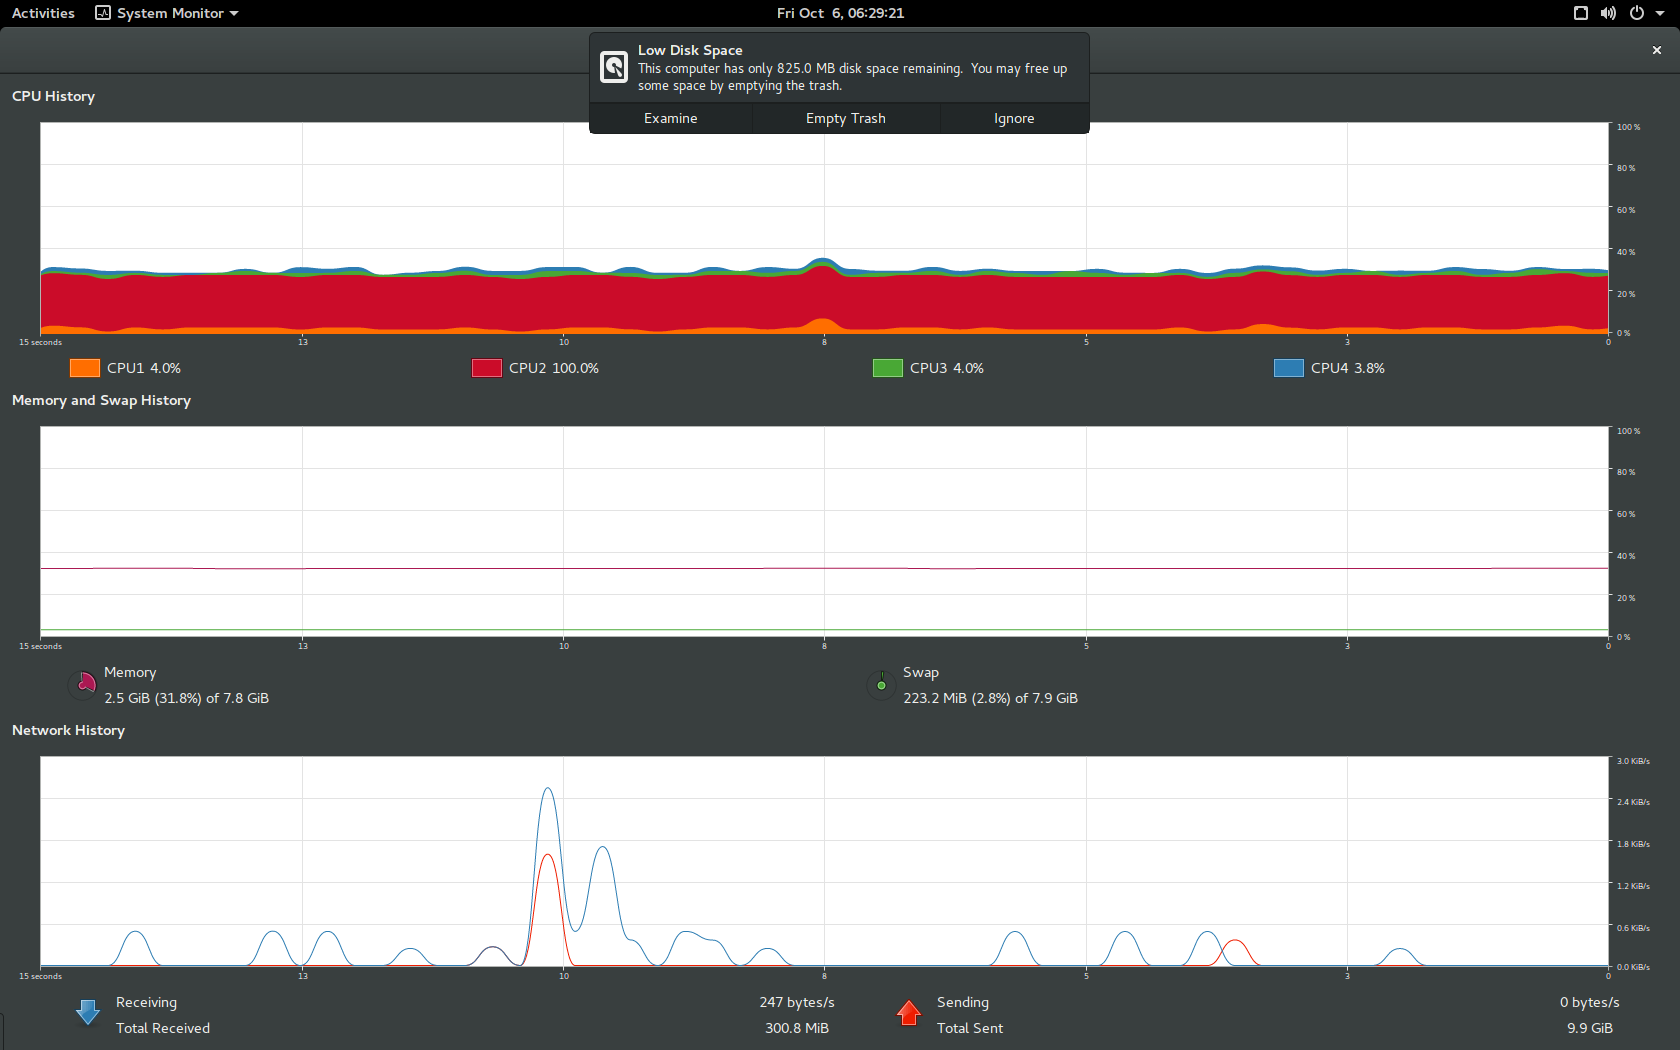 Activities
System Monitor
Fri Oct  6, 06:29:21
Low Disk Space
This computer has only 825.0 MB disk space remaining.  You may free up
some space by emptying the trash.
Examine
Empty Trash
Ignore
CPU History
100 %
80 %
60 %
40 %
20 %
0 %
15 seconds
13
10
8
5
3
0
CPU1 4.0%
CPU2 100.0%
CPU3 4.0%
CPU4 3.8%
Memory and Swap History
100 %
80 %
60 %
40 %
20 %
0 %
15 seconds
13
10
8
5
3
0
Memory
2.5 GiB (31.8%) of 7.8 GiB
Swap
223.2 MiB (2.8%) of 7.9 GiB
Network History
3.0 KiB/s
2.4 KiB/s
1.8 KiB/s
1.2 KiB/s
0.6 KiB/s
0.0 KiB/s
15 seconds
13
10
8
5
3
0
Receiving
247 bytes/s
Total Received
300.8 MiB
Sending
0 bytes/s
Total Sent
9.9 GiB